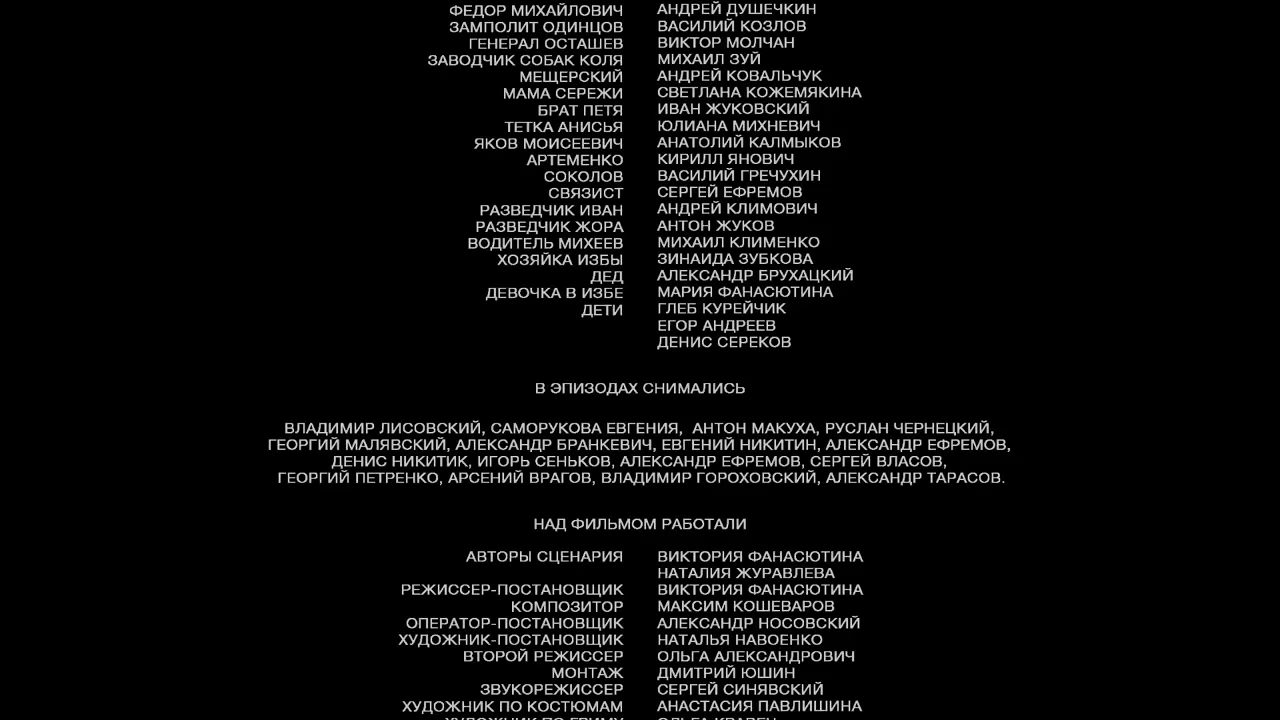 ФЕДОР МИХАЙЛОВИЧ АНДРЕЙ ДУШЕЧКИН
ЗАМПОЛИТ ОДИНЦОВ ВАСИЛИЙ КОЗЛОВ
ГЕНЕРАЛ ОСТАШЕВ ВИКТОР МОЛЧАН
ЗАВОДЧИК СОБАК КОЛЯ МИХАИЛ ЗУЙ
МЕЩЕРСКИЙ АНДРЕЙ КОВАЛЬЧУК
МАМА СЕРЕЖИ СВЕТЛАНА КОЖЕМЯКИНА
БРАТ ПЕТЯ ИВАН ЖУКОВСКИЙ
ТЕТКА АНИСЬЯ ЮЛИАНА МИХНЕВИЧ
ЯКОВ МОИСЕЕВИЧ АНАТОЛИЙ КАЛМЫКОВ
АРТЕМЕНКО КИРИЛЛ ЯНОВИЧ
СОКОЛОВ ВАСИЛИЙ ГРЕЧУХИН
СВЯЗИСТ СЕРГЕЙ ЕФРЕМОВ
РАЗВЕДЧИК ИВАН АНДРЕЙ КЛИМОВИЧ
РАЗВЕДЧИК ЖОРА АНТОН ЖУКОВ
ВОДИТЕЛЬ МИХЕЕВ МИХАИЛ КЛИМЕНКО
ХОЗЯЙКА ИЗБЫ ЗИНАИДА ЗУБКОВА
ДЕД АЛЕКСАНДР БРУХАЦКИЙ
ДЕВОЧКА В ИЗБЕ МАРИЯ ФАНАСЮТИНА
ДЕТИ ГЛЕБ КУРЕЙЧИК
ЕГОР АНДРЕЕВ
ДЕНИС СЕРЕКОВ
В ЭПИЗОДАХ СНИМАЛИСЬ
ВЛАДИМИР ЛИСОВСКИЙ, САМОРУКОВА ЕВГЕНИЯ, АНТОН МАКУХА, РУСЛАН ЧЕРНЕЦКИЙ,
ГЕОРГИЙ МАЛЯВСКИЙ, АЛЕКСАНДР БРАНКЕВИЧ, ЕВГЕНИЙ НИКИТИН, АЛЕКСАНДР ЕФРЕМОВ,
ДЕНИС НИКИТИК, ИГОРЬ СЕНЬКОВ, АЛЕКСАНДР ЕФРЕМОВ, СЕРГЕЙ ВЛАСОВ,
ГЕОРГИЙ ПЕТРЕНКО, АРСЕНИЙ ВРАГОВ, ВЛАДИМИР ГОРОХОВСКИЙ, АЛЕКСАНДР ТАРАСОВ.
НАД ФИЛЬМОМ РАБОТАЛИ
АВТОРЫ СЦЕНАРИЯ ВИКТОРИЯ ФАНАСЮТИНА
НАТАЛИЯ ЖУРАВЛЕВА
РЕЖИССЕР-ПОСТАНОВЩИК ВИКТОРИЯ ФАНАСЮТИНА
КОМПОЗИТОР МАКСИМ КОШЕВАРОВ
ОПЕРАТОР-ПОСТАНОВЩИК АЛЕКСАНДР НОСОВСКИЙ
ХУДОЖНИК-ПОСТАНОВЩИК НАТАЛЬЯ НАВОЕНКО
ВТОРОЙ РЕЖИССЕР ОЛЬГА АЛЕКСАНДРОВИЧ
МОНТАЖ ДМИТРИЙ ЮШИН
ЗВУКОРЕЖИССЕР СЕРГЕЙ СИНЯВСКИЙ
ХУДОЖНИК ПО КОСТЮМАМ АНАСТАСИЯ ПАВЛИШИНА
ХУДОЖНИК ПО ГРИМУ ОЛЬГА